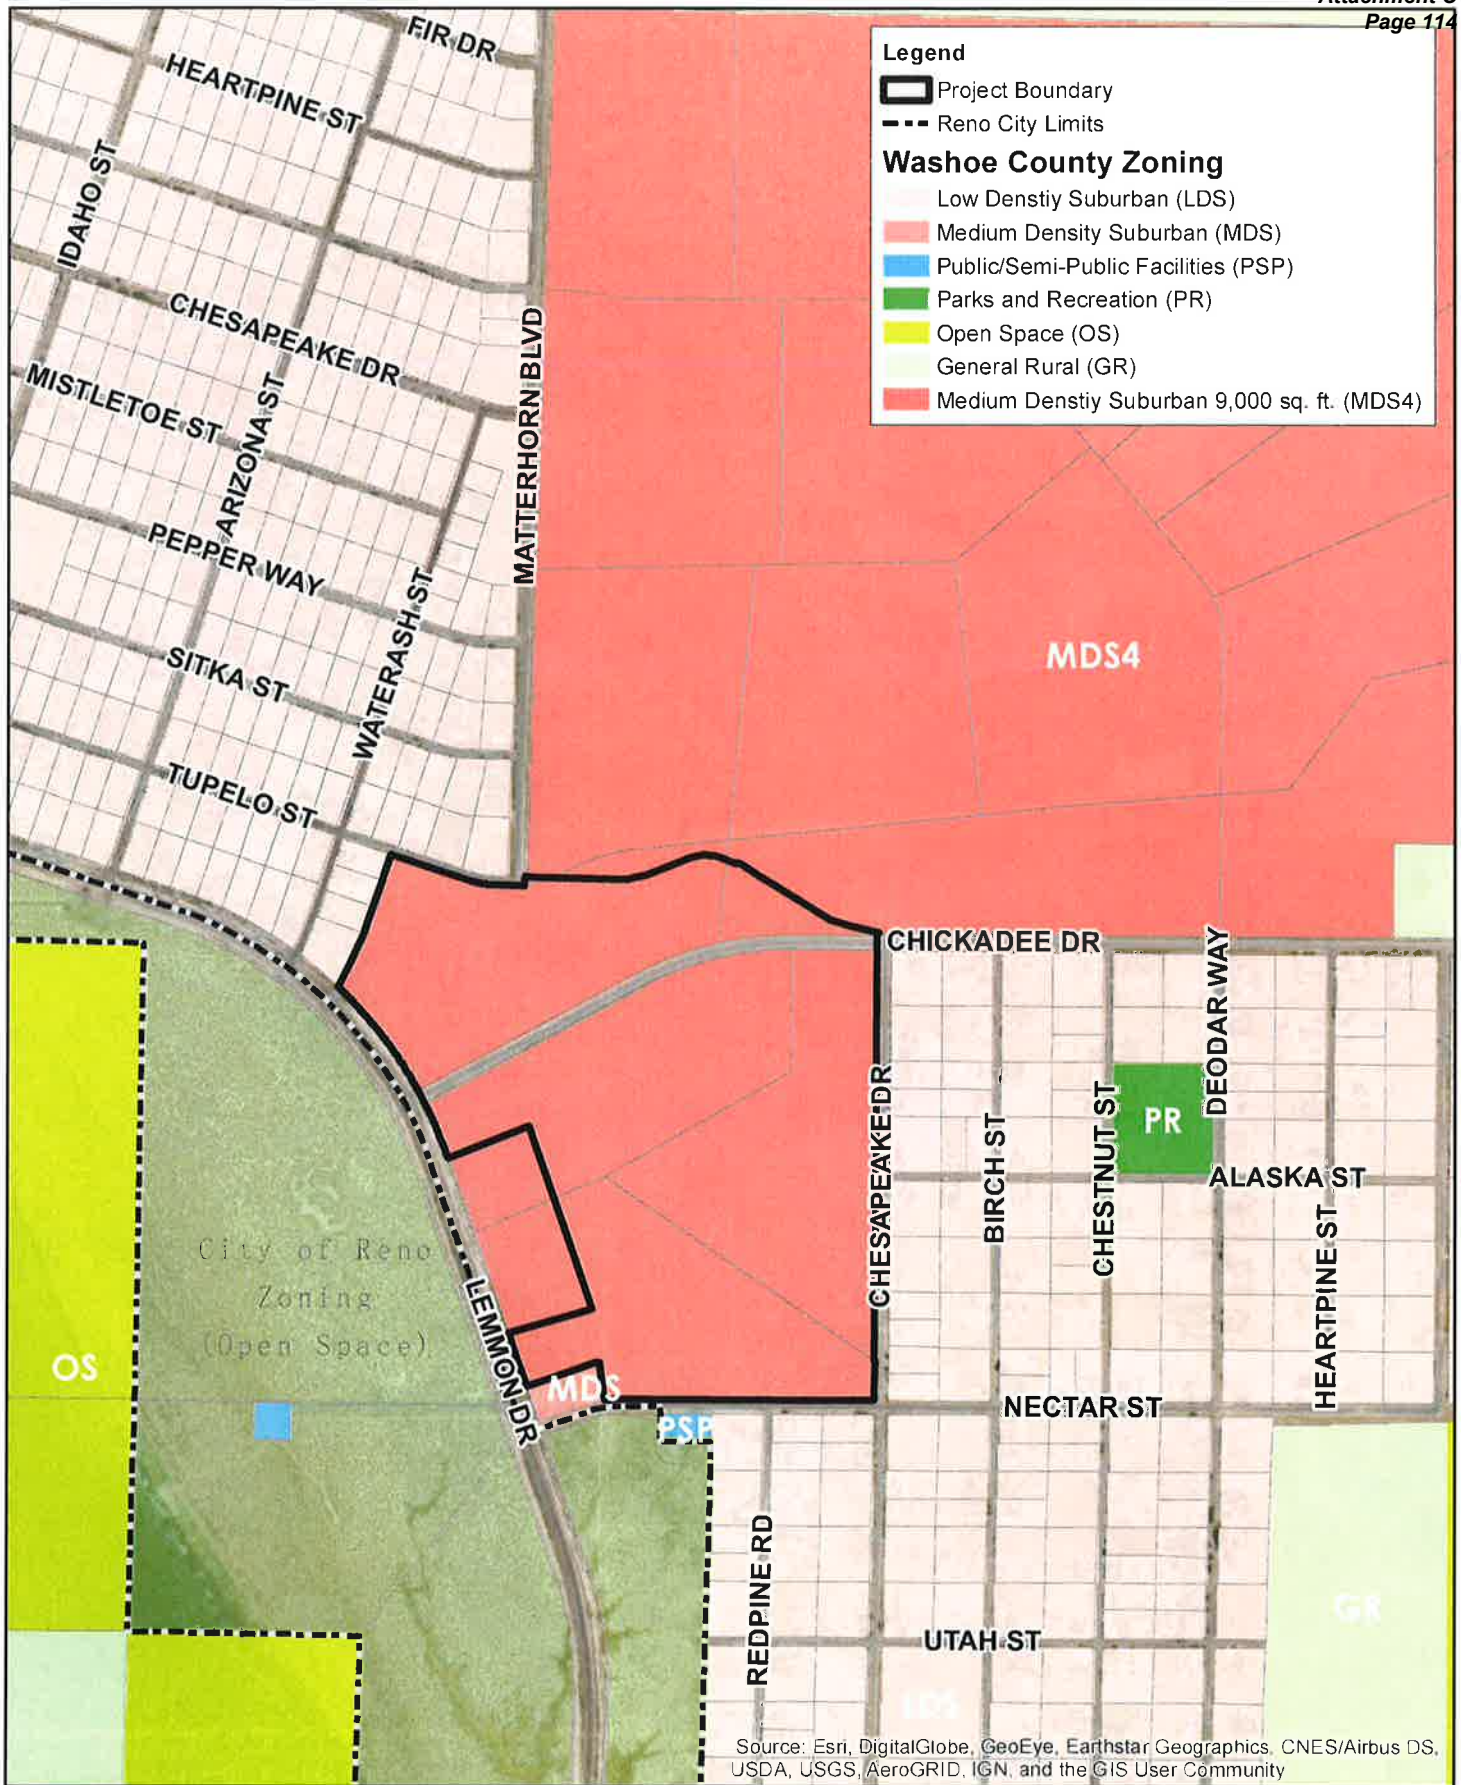 Page 114
Legend
Project Boundary
Reno City Limits
Washoe County Zoning
Low Denstiy Suburban (LDS)
Medium Density Suburban (MDS)
Public/Semi-Public Facilities (PSP)
Parks and Recreation (PR)
Open Space (OS)
General Rural (GR)
Medium Denstiy Suburban 9,000 sq. ft. (MDS4)
FIR DR
HEARTPINE ST
IDAHO ST
CHESAPEAKE DR
MISTLETOE ST
ARIZONA ST
MATTERHORN BLVD
PEPPER WAY
WATERASH ST
SITKA ST
TUPELO ST
MDS4
CHICKADEE DR
DEODAR WAY
CHESAPEAKE DR
BIRCH ST
CHESTNUT ST
PR
ALASKA ST
HEARTPINE ST
City of Reno
Zoning
(Open Space)
LEMMON DR
OS
MDS
NECTAR ST
PSP
REDPINE RD
GR
UTAH ST
LDS
Source: Esri, DigitalGlobe, GeoEye, Earthstar Geographics, CNES/Airbus DS,
USDA, USGS, AeroGRID, IGN, and the GIS User Community